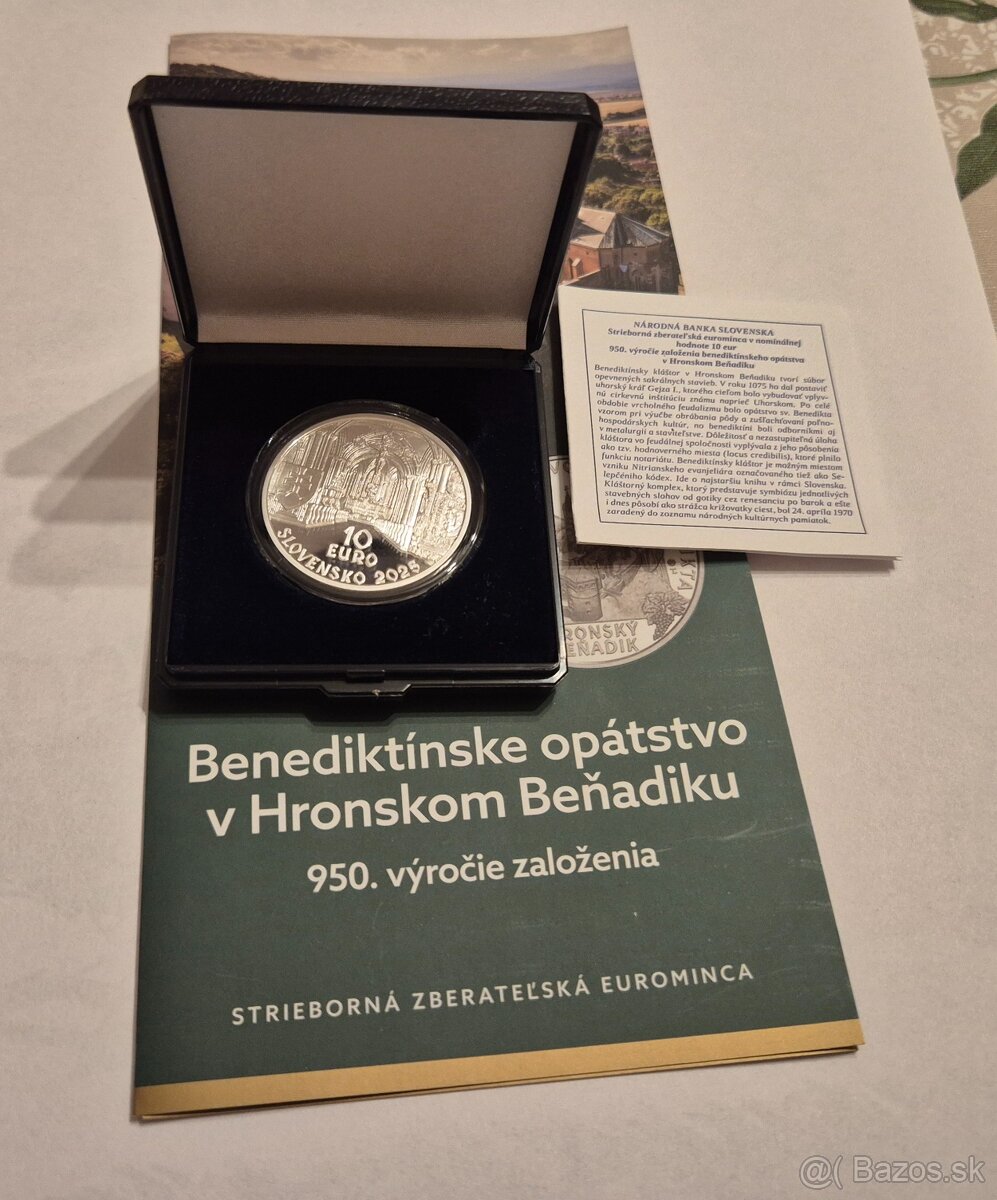 NÁRODNÁ BANKA SLOVENSKA
Strieborná zberateľská eurominca v nominálnej
hodnote 10 eur
950. výročie založenia benediktínskeho opátstva
v Hronskom Beňadiku
Benediktínsky kláštor v Hronskom Beňadiku tvorí súbor
opevnených sakrálnych stavieb. V roku 1075 ho dal postaviť
uhorský kráľ Gejza I., ktorého cieľom bolo vybudovať vplyv-
nú cirkevnú inštitúciu známu naprieč Uhorskom. Po celé
obdobie vrcholného feudalizmu bolo opátstvo sv. Benedikta
vzorom pri výučbe obrábania pôdy a zušľachťovaní poľno-
hospodárskych kultúr, no benediktíni boli odborníkmi aj
v metalurgii a staviteľstve. Dôležitosť a nezastupiteľná úloha
kláštora vo feudálnej spoločnosti vyplývala z jeho pôsobenia
ako tzv. hodnoverného miesta (locus credibilis), ktoré plnilo
funkciu notariátu. Benediktínsky kláštor je možným miestom
vzniku Nitrianskeho evanjeliára označovaného tiež ako Se-
lepčéniho kódex. Ide o najstaršiu knihu v rámci Slovenska.
Kláštorný komplex, ktorý predstavuje symbiózu jednotlivých
stavebných slohov od gotiky cez renesanciu po barok a ešte
i dnes pôsobí ako strážca križovatky ciest, bol 24. apríla 1970
zaradený do zoznamu národných kultúrnych pamiatok.
10
EURO
SLOVENSKO 2025
KTA
RONSKÝ
EŇADIK
Benediktínske opátstvo
v Hronskom Beňadiku
950. výročie založenia
STRIEBORNÁ ZBERATEĽSKÁ EUROMINCA
@( Bazos.sk